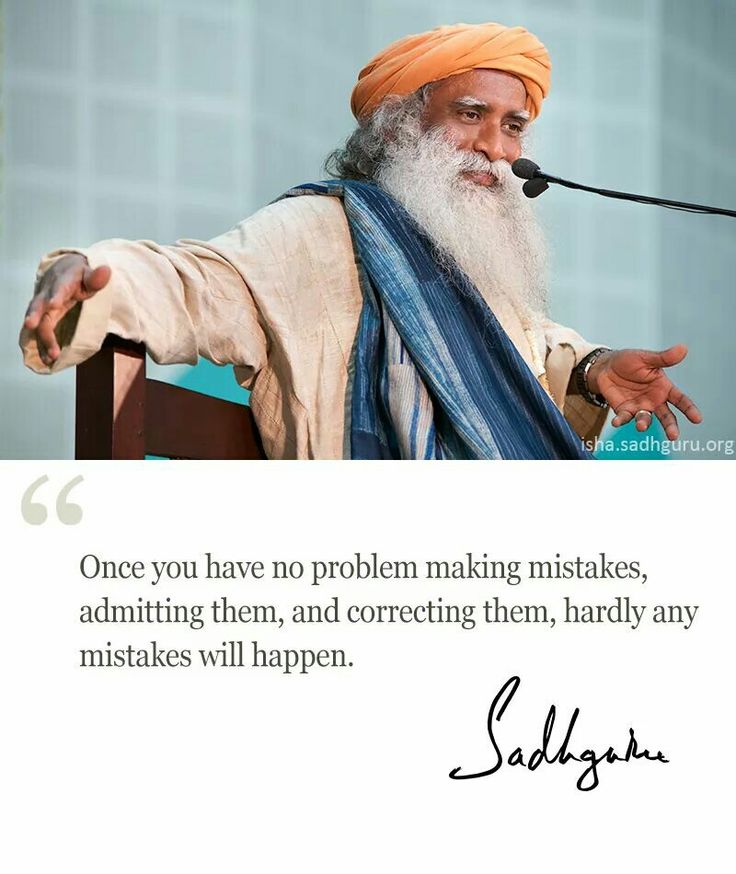 isha.sadhguru.org
“
Once you have no problem making mistakes,
admitting them, and correcting them, hardly any
mistakes will happen.
Sadhguru